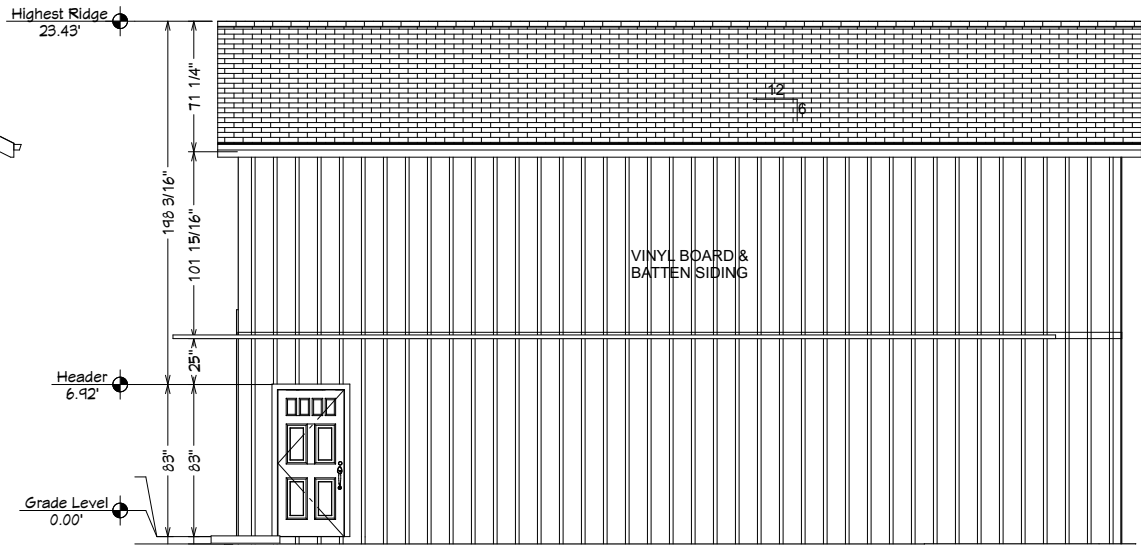 Highest Ridge
23.43'
71 1/4"
12
6
198 3/16"
101 15/16"
VINYL BOARD &
BATTEN SIDING
25"
Header
6.92'
83"
83"
Grade Level
0.00'